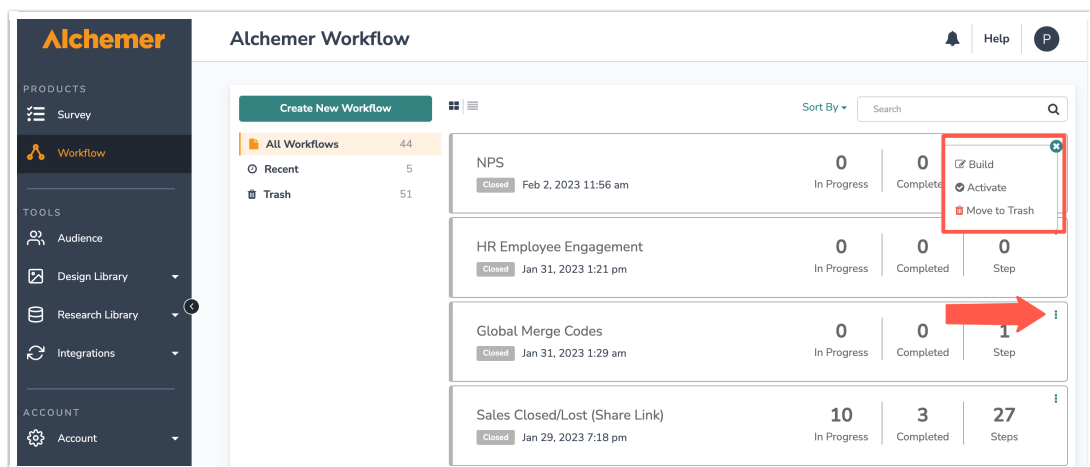 Alchemer
Alchemer Workflow
Help
P
PRODUCTS
Survey
Workflow
TOOLS
Audience
Design Library
Research Library
Integrations
ACCOUNT
Account
Create New Workflow
All Workflows 44
Recent 5
Trash 51
Sort By
Search
NPS
Closed Feb 2, 2023 11:56 am
0 In Progress
0 Complete
Build
Activate
Move to Trash
HR Employee Engagement
Closed Jan 31, 2023 1:21 pm
0 In Progress
0 Completed
0 Step
Global Merge Codes
Closed Jan 31, 2023 1:29 am
0 In Progress
0 Completed
1 Step
Sales Closed/Lost (Share Link)
Closed Jan 29, 2023 7:18 pm
10 In Progress
3 Completed
27 Steps